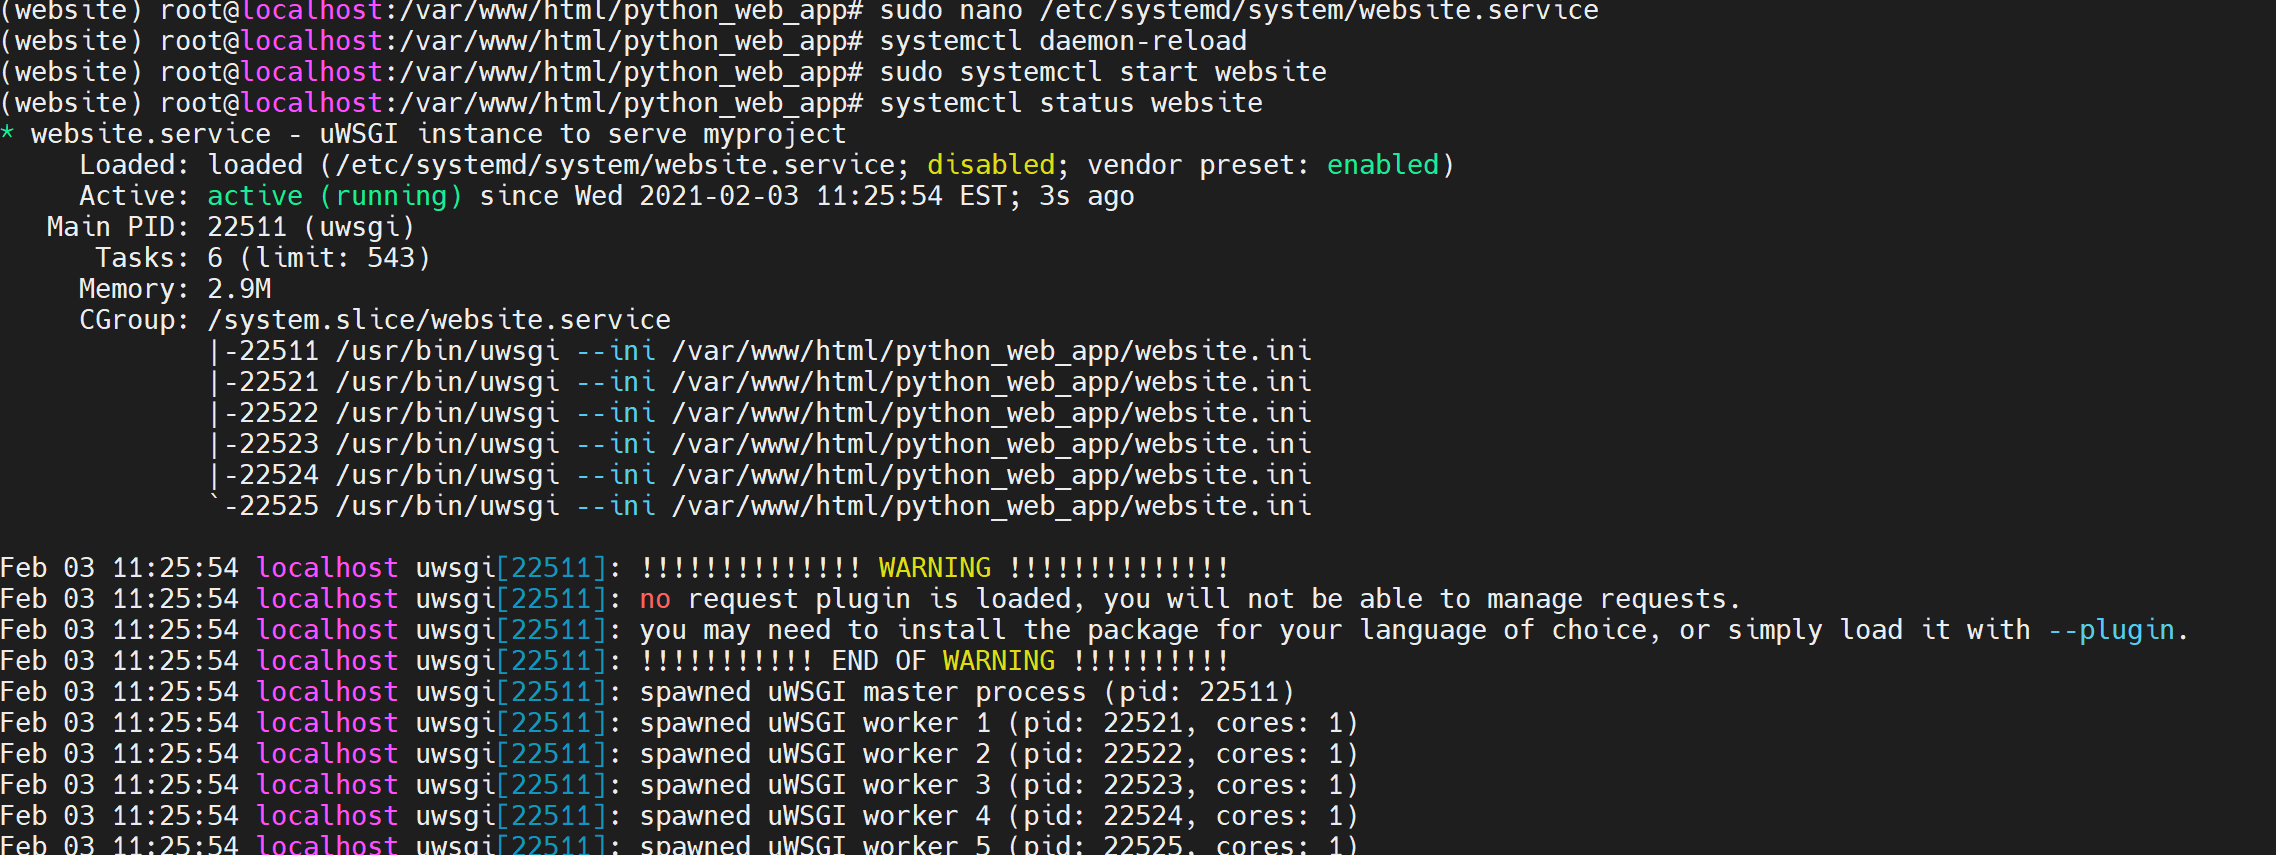 (website) root@localhost:/var/www/html/python_web_app# sudo nano /etc/systemd/system/website.service
(website) root@localhost:/var/www/html/python_web_app# systemctl daemon-reload
(website) root@localhost:/var/www/html/python_web_app# sudo systemctl start website
(website) root@localhost:/var/www/html/python_web_app# systemctl status website
* website.service - uWSGI instance to serve myproject
Loaded: loaded (/etc/systemd/system/website.service; disabled; vendor preset: enabled)
Active: active (running) since Wed 2021-02-03 11:25:54 EST; 3s ago
Main PID: 22511 (uwsgi)
Tasks: 6 (limit: 543)
Memory: 2.9M
CGroup: /system.slice/website.service
|-22511 /usr/bin/uwsgi --ini /var/www/html/python_web_app/website.ini
|-22521 /usr/bin/uwsgi --ini /var/www/html/python_web_app/website.ini
|-22522 /usr/bin/uwsgi --ini /var/www/html/python_web_app/website.ini
|-22523 /usr/bin/uwsgi --ini /var/www/html/python_web_app/website.ini
|-22524 /usr/bin/uwsgi --ini /var/www/html/python_web_app/website.ini
`-22525 /usr/bin/uwsgi --ini /var/www/html/python_web_app/website.ini
Feb 03 11:25:54 localhost uwsgi[22511]: !!!!!!!!!!!!!! WARNING !!!!!!!!!!!!!!
Feb 03 11:25:54 localhost uwsgi[22511]: no request plugin is loaded, you will not be able to manage requests.
Feb 03 11:25:54 localhost uwsgi[22511]: you may need to install the package for your language of choice, or simply load it with --plugin.
Feb 03 11:25:54 localhost uwsgi[22511]: !!!!!!!!!!! END OF WARNING !!!!!!!!!!
Feb 03 11:25:54 localhost uwsgi[22511]: spawned uWSGI master process (pid: 22511)
Feb 03 11:25:54 localhost uwsgi[22511]: spawned uWSGI worker 1 (pid: 22521, cores: 1)
Feb 03 11:25:54 localhost uwsgi[22511]: spawned uWSGI worker 2 (pid: 22522, cores: 1)
Feb 03 11:25:54 localhost uwsgi[22511]: spawned uWSGI worker 3 (pid: 22523, cores: 1)
Feb 03 11:25:54 localhost uwsgi[22511]: spawned uWSGI worker 4 (pid: 22524, cores: 1)
Feb 03 11:25:54 localhost uwsgi[22511]: spawned uWSGI worker 5 (pid: 22525, cores: 1)